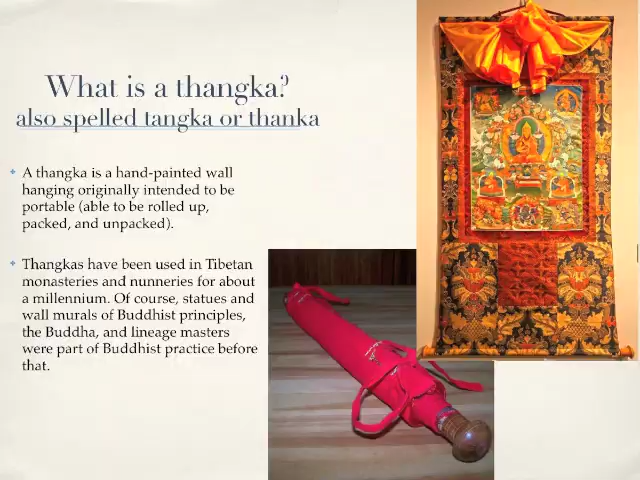 What is a thangka?
also spelled tangka or thanka
A thangka is a hand-painted wall
hanging originally intended to be
portable (able to be rolled up,
packed, and unpacked).
Thangkas have been used in Tibetan
monasteries and nunneries for about
a millennium. Of course, statues and
wall murals of Buddhist principles,
the Buddha, and lineage masters
were part of Buddhist practice before
that.